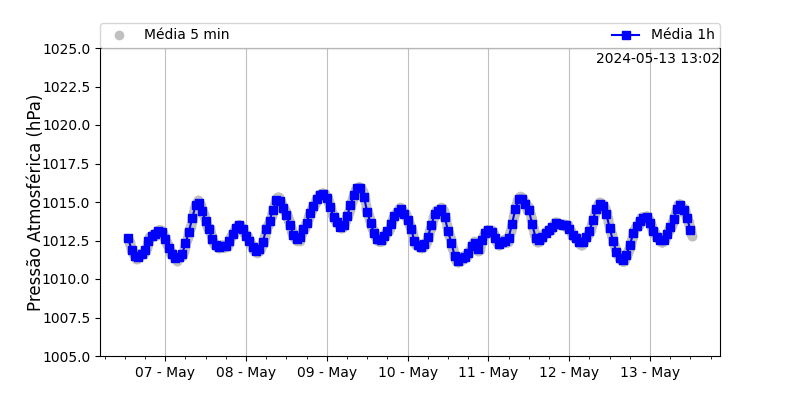 Média 5 min
Média 1h
2024-05-13 13:02
Pressão Atmosférica (hPa)
1025.0
1022.5
1020.0
1017.5
1015.0
1012.5
1010.0
1007.5
1005.0
07 - May
08 - May
09 - May
10 - May
11 - May
12 - May
13 - May